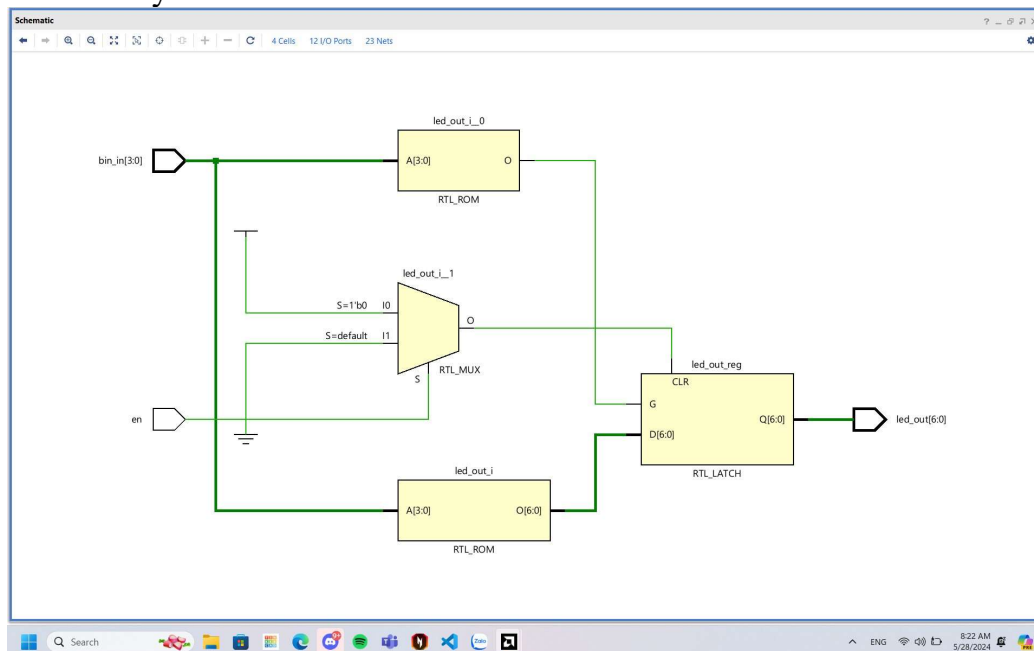 Schematic
4 Cells 12 I/O Ports 23 Nets
led_out_i__0
bin_in[3:0]
A[3:0] O
RTL_ROM
led_out_i__1
S=1'b0 I0
S=default I1
O
S
RTL_MUX
en
led_out_reg
CLR
G
D[6:0]
Q[6:0]
led_out[6:0]
RTL_LATCH
led_out_i
A[3:0] O[6:0]
RTL_ROM
Search
Zalo
PRE
ENG
8:22 AM
5/28/2024